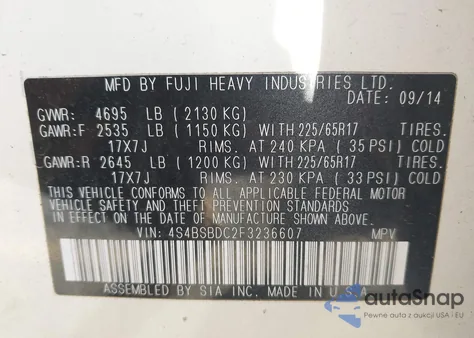 MFD BY FUJI HEAVY INDUSTRIES LTD.
DATE: 09/14
GVWR: 4695 LB (2130 KG)
GAWR:F 2535 LB (1150 KG) WITH 225/65R17 TIRES.
17X7J RIMS. AT 240 KPA (35 PSI) COLD
GAWR:R 2645 LB (1200 KG) WITH 225/65R17 TIRES.
17X7J RIMS. AT 230 KPA (33 PSI) COLD
THIS VEHICLE CONFORMS TO ALL APPLICABLE FEDERAL MOTOR
VEHICLE SAFETY AND THEFT PREVENTION STANDARDS
IN EFFECT ON THE DATE OF MANUFACTURE SHOWN ABOVE.
VIN: 4S4BSBDC2F3236607 MPV
ASSEMBLED BY SIA INC. MADE IN U.S.A.
autoSnap
Pewne auto z aukcji USA i EU